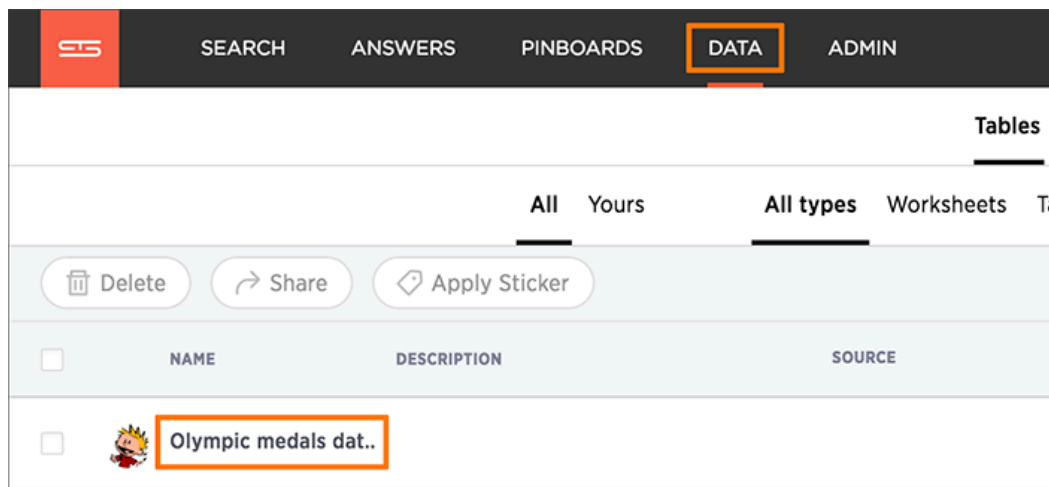 SEARCH ANSWERS PINBOARDS DATA ADMIN
Tables
All Yours All types Worksheets
Delete Share Apply Sticker
NAME DESCRIPTION SOURCE
Olympic medals dat..